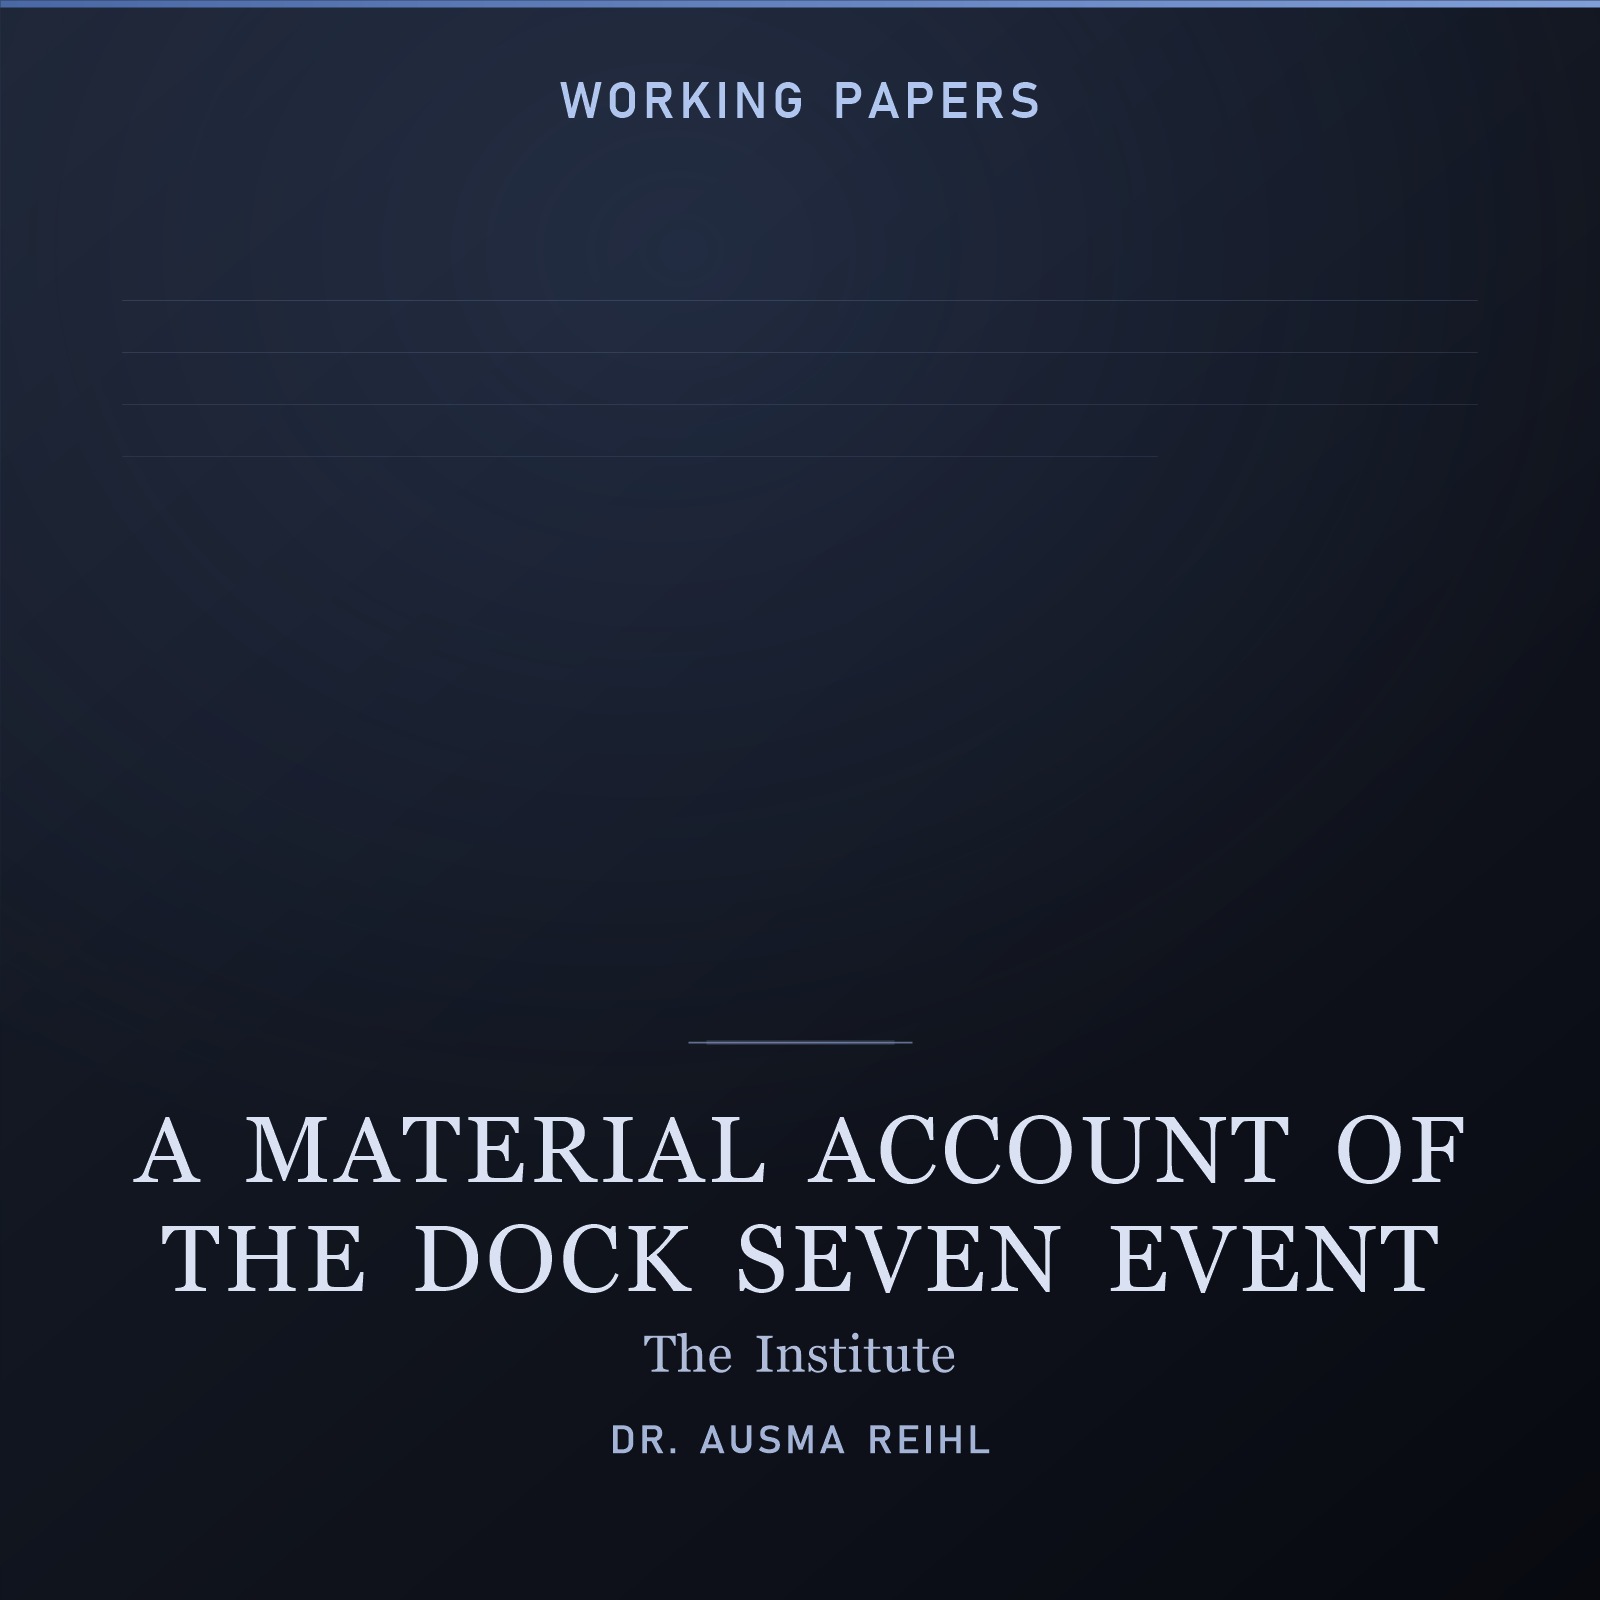 WORKING PAPERS
A MATERIAL ACCOUNT OF
THE DOCK SEVEN EVENT
The Institute
DR. AUSMA REIHL